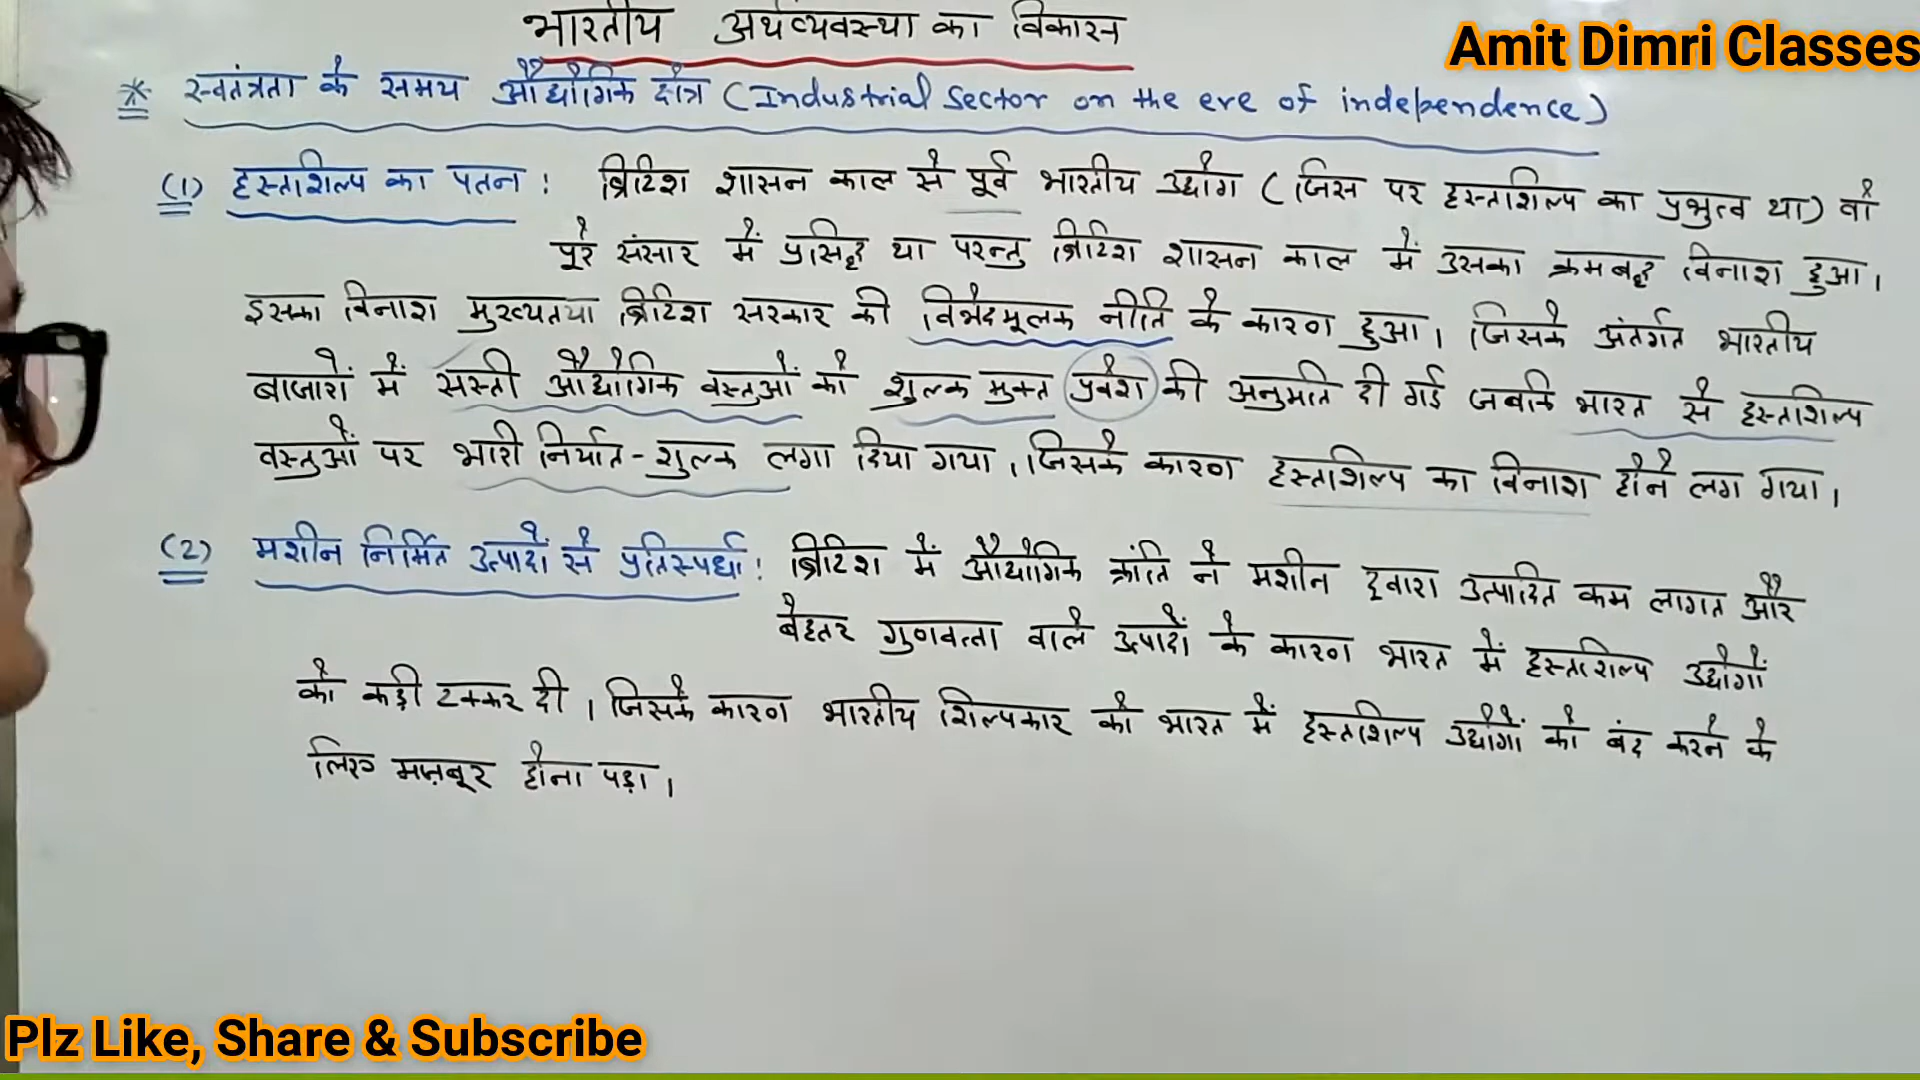 भारतीय अर्थव्यवस्था का विकास
Amit Dimri Classes
* स्वतंत्रता के समय औद्योगिक क्षेत्र (Industrial Sector on the eve of independence)
(1) हस्तशिल्प का पतन : ब्रिटिश शासन काल से पूर्व भारतीय उद्योग (जिस पर हस्तशिल्प का प्रभुत्व था) वो
पूरे संसार में प्रसिद्ध था परन्तु ब्रिटिश शासन काल में उसका क्रमबद्ध विनाश हुआ।
इसका विनाश मुख्यतया ब्रिटिश सरकार की विभेदमूलक नीति के कारण हुआ। जिसके अंतर्गत भारतीय
बाजारों में सस्ती औद्योगिक वस्तुओं को शुल्क मुक्त प्रवेश की अनुमति दी गई जबकि भारत से हस्तशिल्प
वस्तुओं पर भारी निर्यात-शुल्क लगा दिया गया। जिसके कारण हस्तशिल्प का विनाश होने लग गया।
(2) मशीन निर्मित उत्पादों से प्रतिस्पर्धा : ब्रिटिश में औद्योगिक क्रांति ने मशीन द्वारा उत्पादित कम लागत और
बेहतर गुणवत्ता वाले उत्पादों के कारण भारत में हस्तशिल्प उद्योगों
को कड़ी टक्कर दी। जिसके कारण भारतीय शिल्पकार को भारत में हस्तशिल्प उद्योगों को बंद करने के
लिए मज़बूर होना पड़ा।
Plz Like, Share & Subscribe